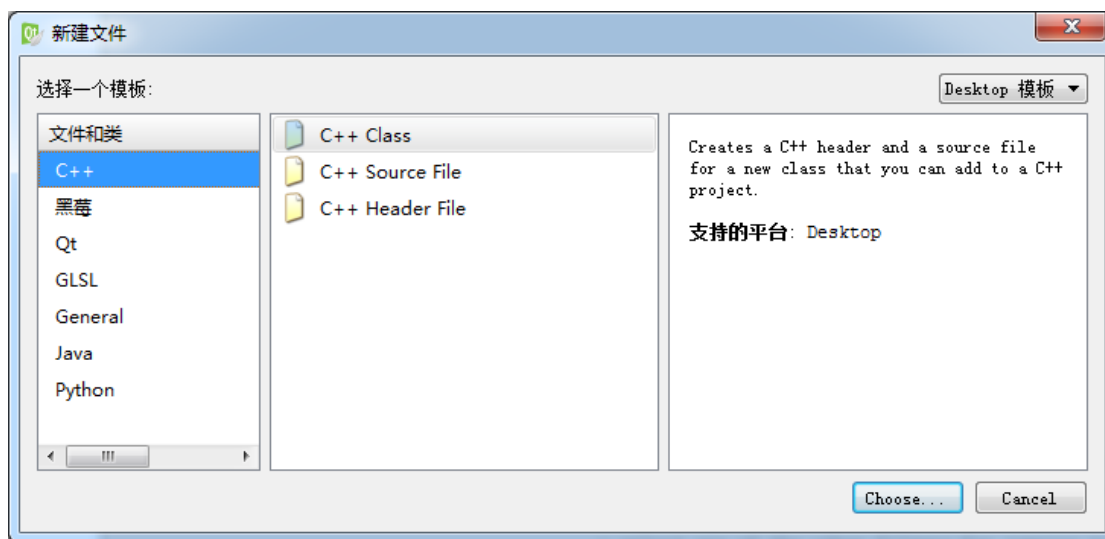 新建文件
选择一个模板:
Desktop 模板
文件和类
C++
黑莓
Qt
GLSL
General
Java
Python
C++ Class
C++ Source File
C++ Header File
Creates a C++ header and a source file
for a new class that you can add to a C++
project.
支持的平台: Desktop
Choose...
Cancel